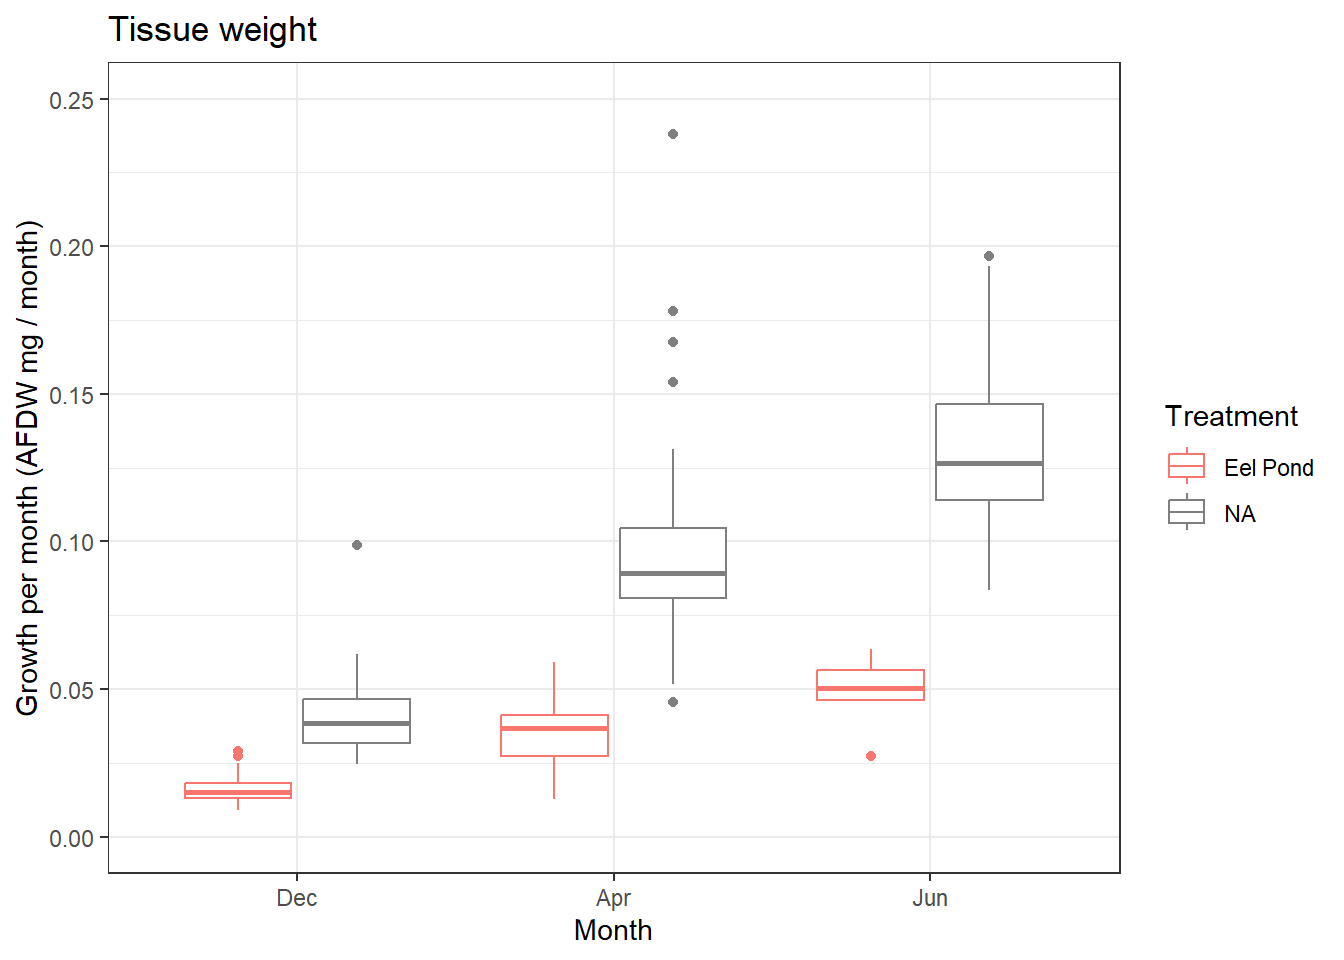 Tissue weight
Growth per month (AFDW mg / month)
0.25
0.20
0.15
0.10
0.05
0.00
Dec
Apr
Jun
Month
Treatment
Eel Pond
NA